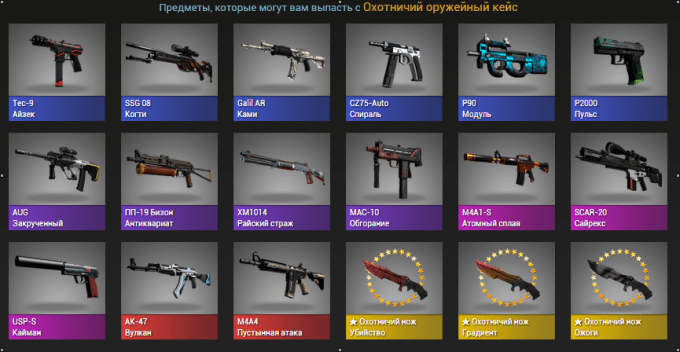 Предметы, которые могут вам выпасть с Охотничий оружейный кейс
Tec-9
Айзек
SSG 08
Когти
Galil AR
Ками
CZ75-Auto
Спираль
P90
Модуль
P2000
Пульс
AUG
Закрученный
ПП-19 Бизон
Антиквариат
XM1014
Райский страж
MAC-10
Обгорание
M4A1-S
Атомный сплав
SCAR-20
Сайрекс
USP-S
Кайман
AK-47
Вулкан
M4A4
Пустынная атака
★ Охотничий нож
Убийство
★ Охотничий нож
Градиент
★ Охотничий нож
Ожоги